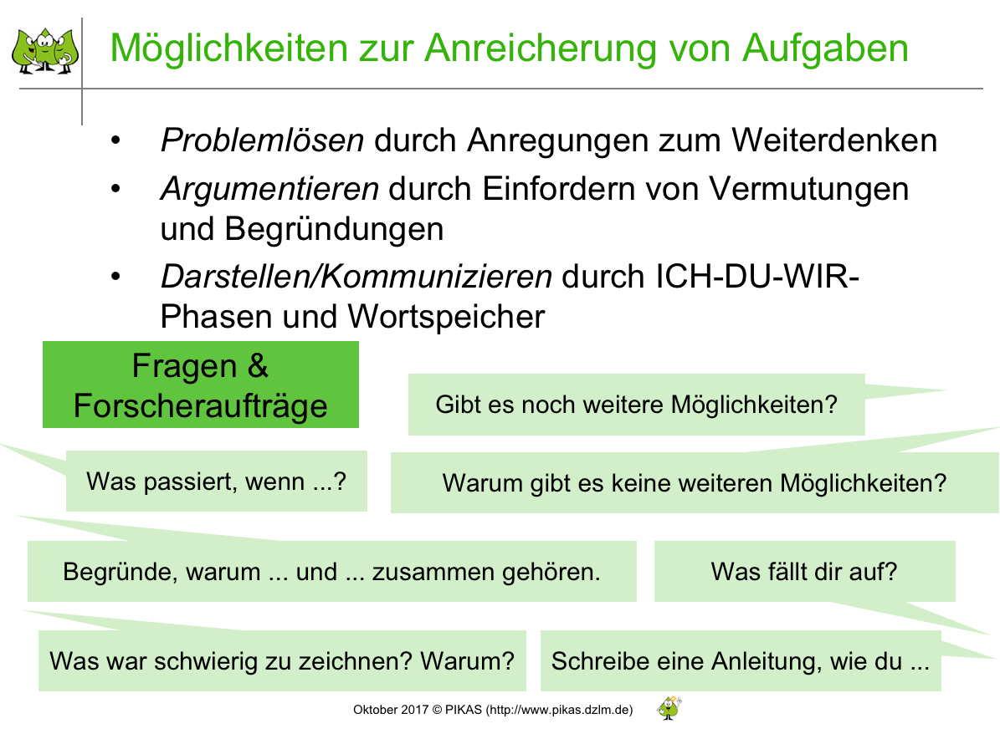 Möglichkeiten zur Anreicherung von Aufgaben
• Problemlösen durch Anregungen zum Weiterdenken
• Argumentieren durch Einfordern von Vermutungen
und Begründungen
• Darstellen/Kommunizieren durch ICH-DU-WIR-
Phasen und Wortspeicher
Fragen &
Forscheraufträge
Gibt es noch weitere Möglichkeiten?
Was passiert, wenn ...?
Warum gibt es keine weiteren Möglichkeiten?
Begründe, warum ... und ... zusammen gehören.
Was fällt dir auf?
Was war schwierig zu zeichnen? Warum?
Schreibe eine Anleitung, wie du ...
Oktober 2017 © PIKAS (http://www.pikas.dzlm.de)